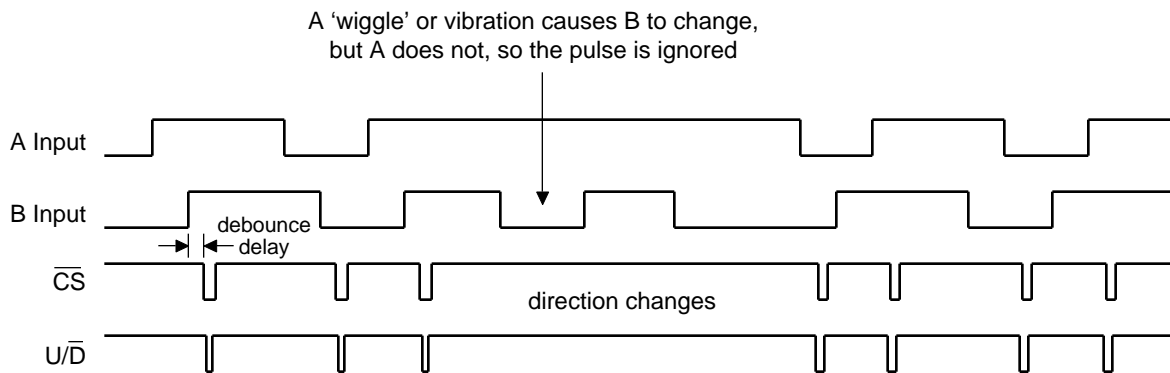 A ‘wiggle’ or vibration causes B to change,
but A does not, so the pulse is ignored
A Input
B Input
debounce
delay
C̅S̅
direction changes
U/D̅